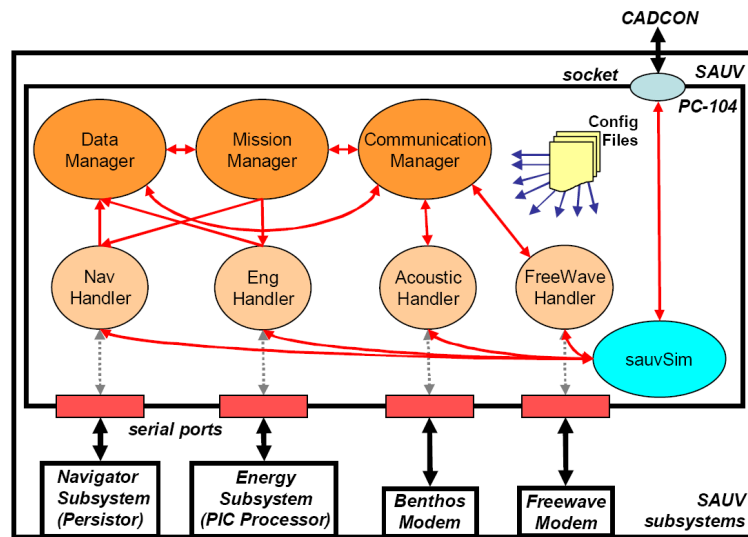 CADCON
socket
SAUV
PC-104
Data
Manager
Mission
Manager
Communication
Manager
Config
Files
Nav
Handler
Eng
Handler
Acoustic
Handler
FreeWave
Handler
sauvSim
serial ports
Navigator
Subsystem
(Persistor)
Energy
Subsystem
(PIC Processor)
Benthos
Modem
Freewave
Modem
SAUV
subsystems